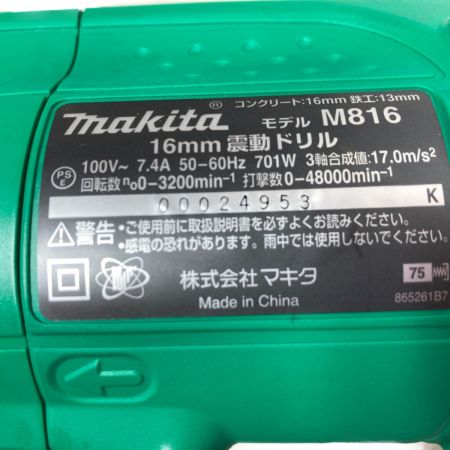 コンクリート:16mm 鉄工:13mm
makita® モデル M816
16mm 震動ドリル
PSE 100V~ 7.4A 50-60Hz 701W 3軸合成値:17.0m/s²
回転数 n₀0-3200min⁻¹ 打撃数0-48000min⁻¹
00024953 K
警告 •ご使用前に取扱説明書を必ずよくお読みください。
•感電の恐れがあります。雨中では使用しないでください。
株式会社 マキタ 75
Made in China 865261B7